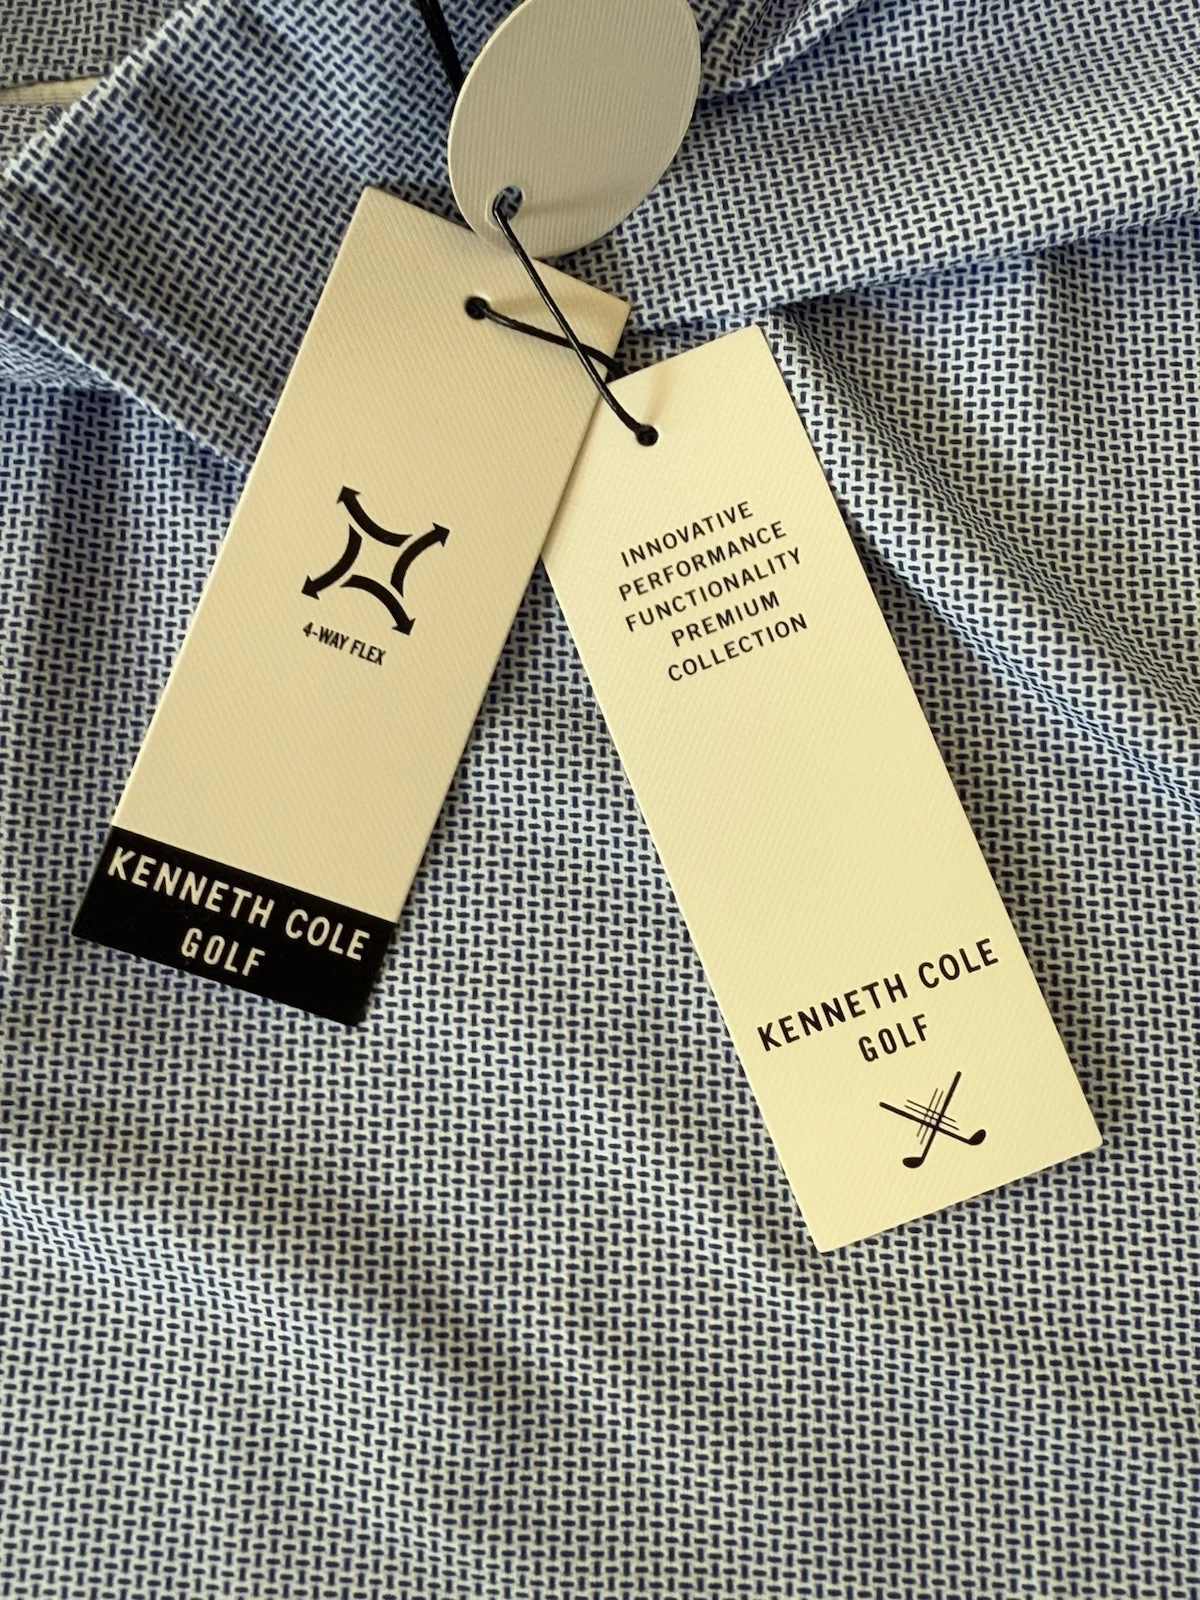 4-WAY FLEX
KENNETH COLE
GOLF
INNOVATIVE
PERFORMANCE
FUNCTIONALITY
PREMIUM
COLLECTION
KENNETH COLE
GOLF